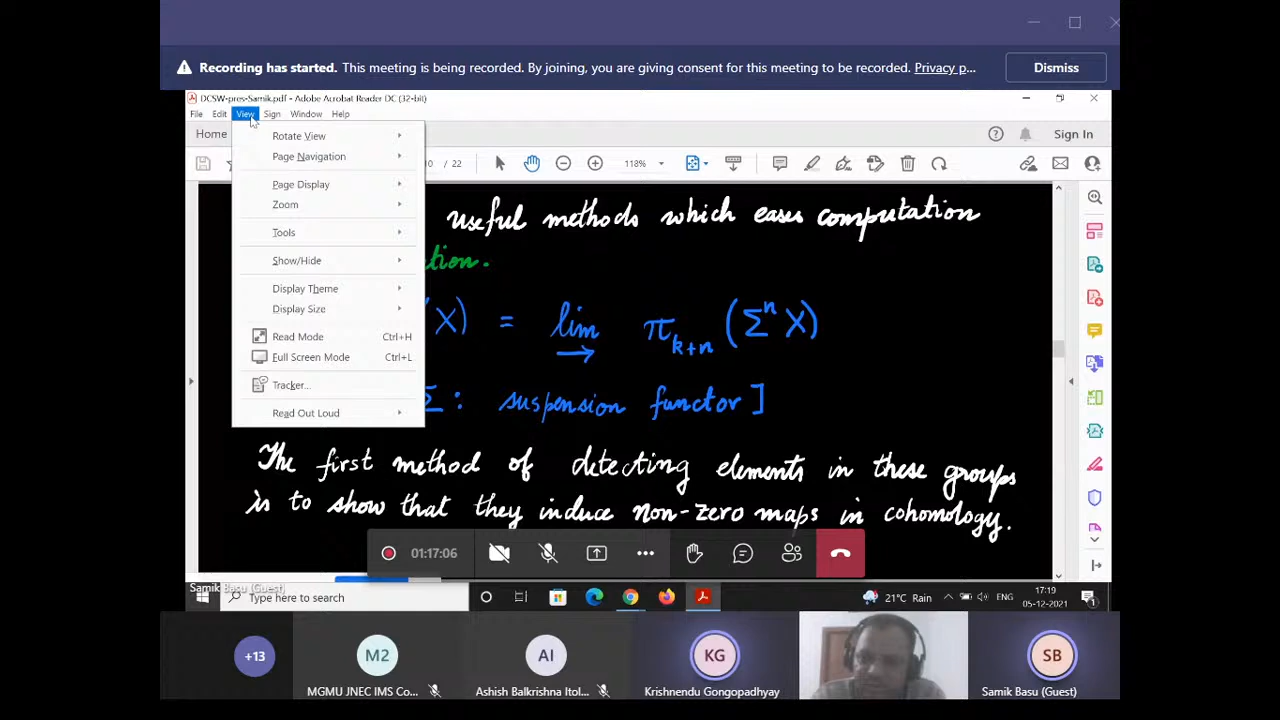 Recording has started. This meeting is being recorded. By joining, you are giving consent for this meeting to be recorded. Privacy p...
Dismiss
DCSW-pres-Samik.pdf - Adobe Acrobat Reader DC (32-bit)
File Edit View Sign Window Help
Home
Sign In
10 / 22
118%
Rotate View
Page Navigation
Page Display
Zoom
Tools
Show/Hide
Display Theme
Display Size
Read Mode Ctrl+H
Full Screen Mode Ctrl+L
Tracker...
Read Out Loud
useful methods which eases computation
tion.
X) = lim→ π k+n (Σⁿ X)
Σ : suspension functor ]
The first method of detecting elements in these groups
is to show that they induce non-zero maps in cohomology.
01:17:06
Samik Basu (Guest)
Type here to search
21°C Rain
ENG
17:19
05-12-2021
1
+13
M2
AI
KG
SB
MGMU JNEC IMS Co...
Ashish Balkrishna Itol...
Krishnendu Gongopadhyay
Samik Basu (Guest)